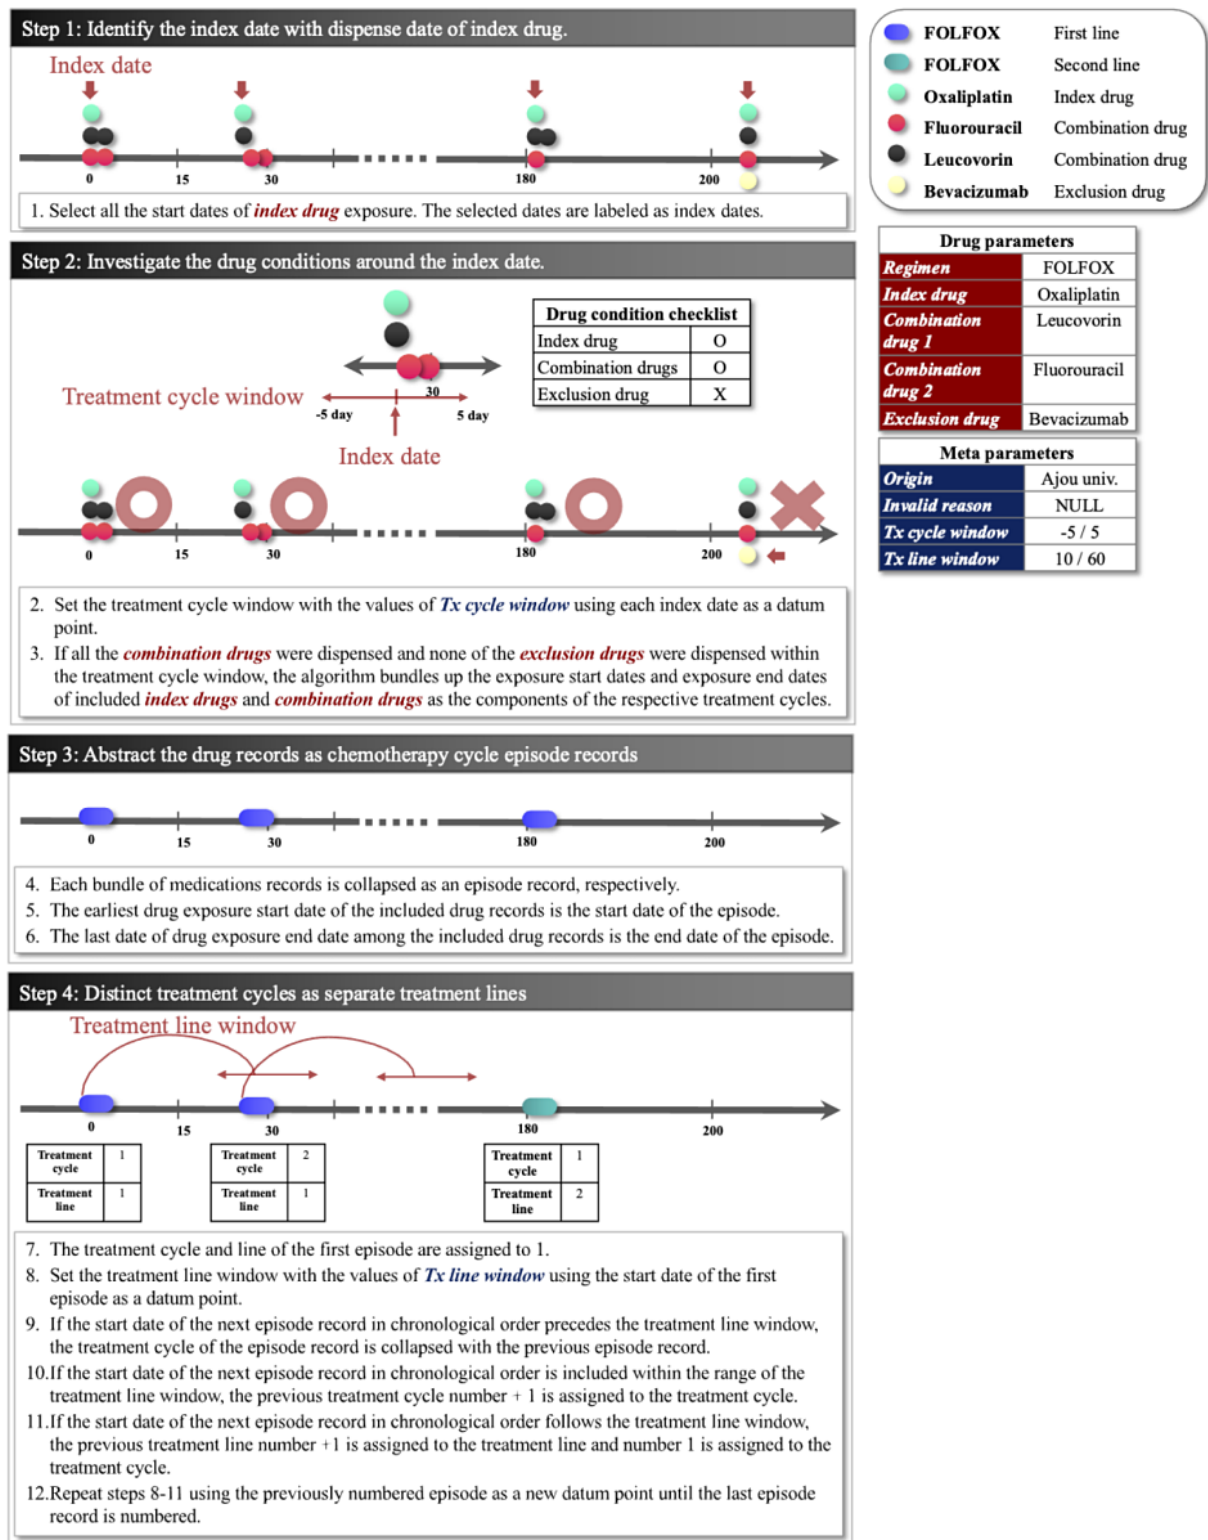 Step 1: Identify the index date with dispense date of index drug.
Index date
0
15
30
180
200
1. Select all the start dates of index drug exposure. The selected dates are labeled as index dates.
FOLFOX First line
FOLFOX Second line
Oxaliplatin Index drug
Fluorouracil Combination drug
Leucovorin Combination drug
Bevacizumab Exclusion drug
Drug parameters
Regimen FOLFOX
Index drug Oxaliplatin
Combination drug 1 Leucovorin
Combination drug 2 Fluorouracil
Exclusion drug Bevacizumab
Meta parameters
Origin Ajou univ.
Invalid reason NULL
Tx cycle window -5 / 5
Tx line window 10 / 60
Step 2: Investigate the drug conditions around the index date.
Drug condition checklist
Index drug O
Combination drugs O
Exclusion drug X
30
Treatment cycle window
-5 day
5 day
Index date
0
15
30
180
200
2. Set the treatment cycle window with the values of Tx cycle window using each index date as a datum
point.
3. If all the combination drugs were dispensed and none of the exclusion drugs were dispensed within
the treatment cycle window, the algorithm bundles up the exposure start dates and exposure end dates
of included index drugs and combination drugs as the components of the respective treatment cycles.
Step 3: Abstract the drug records as chemotherapy cycle episode records
0
15
30
180
200
4. Each bundle of medications records is collapsed as an episode record, respectively.
5. The earliest drug exposure start date of the included drug records is the start date of the episode.
6. The last date of drug exposure end date among the included drug records is the end date of the episode.
Step 4: Distinct treatment cycles as separate treatment lines
Treatment line window
0
15
30
180
200
Treatment cycle 1
Treatment line 1
Treatment cycle 2
Treatment line 1
Treatment cycle 1
Treatment line 2
7. The treatment cycle and line of the first episode are assigned to 1.
8. Set the treatment line window with the values of Tx line window using the start date of the first
episode as a datum point.
9. If the start date of the next episode record in chronological order precedes the treatment line window,
the treatment cycle of the episode record is collapsed with the previous episode record.
10.If the start date of the next episode record in chronological order is included within the range of the
treatment line window, the previous treatment cycle number + 1 is assigned to the treatment cycle.
11.If the start date of the next episode record in chronological order follows the treatment line window,
the previous treatment line number +1 is assigned to the treatment line and number 1 is assigned to the
treatment cycle.
12.Repeat steps 8-11 using the previously numbered episode as a new datum point until the last episode
record is numbered.